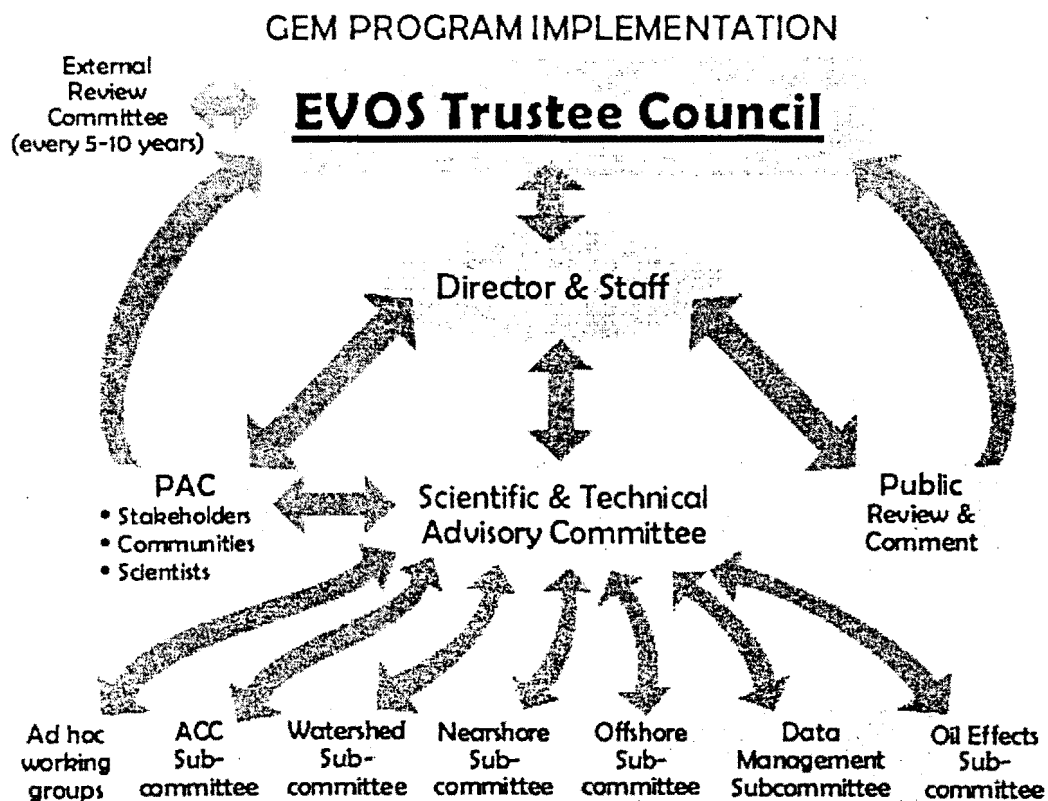 GEM PROGRAM IMPLEMENTATION
External
Review
Committee
(every 5-10 years)
EVOS Trustee Council
Director & Staff
PAC
• Stakeholders
• Communities
• Scientists
Scientific & Technical
Advisory Committee
Public
Review &
Comment
Ad hoc
working
groups
ACC
Sub-
committee
Watershed
Sub-
committee
Nearshore
Sub-
committee
Offshore
Sub-
committee
Data
Management
Subcommittee
Oil Effects
Sub-
committee